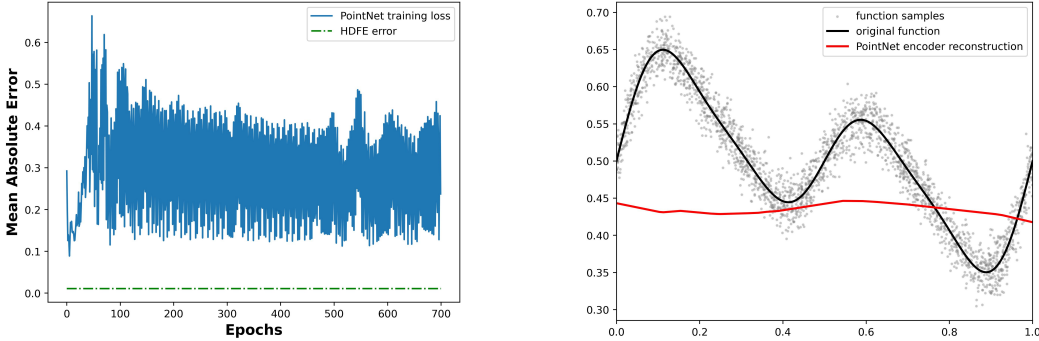 Mean Absolute Error
0.6
0.5
0.4
0.3
0.2
0.1
0.0
PointNet training loss
HDFE error
0 100 200 300 400 500 600 700
Epochs
0.70
0.65
0.60
0.55
0.50
0.45
0.40
0.35
0.30
function samples
original function
PointNet encoder reconstruction
0.0 0.2 0.4 0.6 0.8 1.0